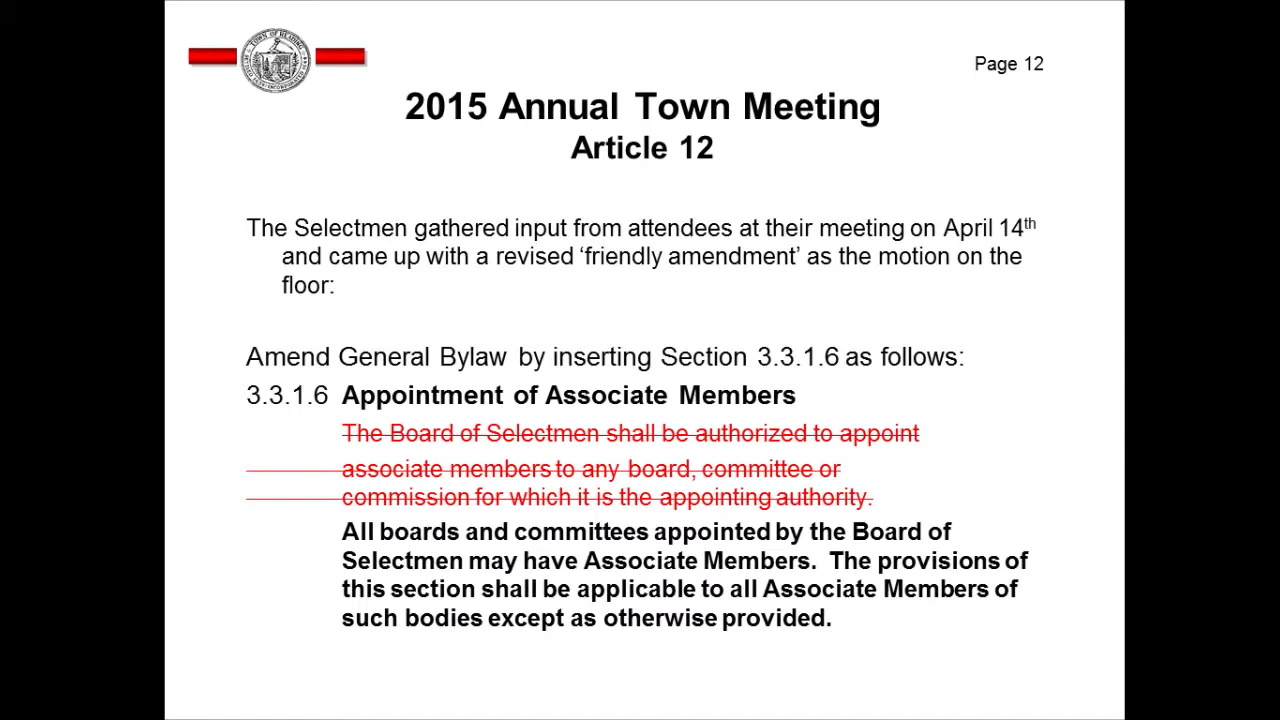 TOWN OF READING
Page 12
2015 Annual Town Meeting
Article 12
The Selectmen gathered input from attendees at their meeting on April 14th
and came up with a revised ‘friendly amendment’ as the motion on the
floor:
Amend General Bylaw by inserting Section 3.3.1.6 as follows:
3.3.1.6 Appointment of Associate Members
The Board of Selectmen shall be authorized to appoint
associate members to any board, committee or
commission for which it is the appointing authority.
All boards and committees appointed by the Board of
Selectmen may have Associate Members. The provisions of
this section shall be applicable to all Associate Members of
such bodies except as otherwise provided.